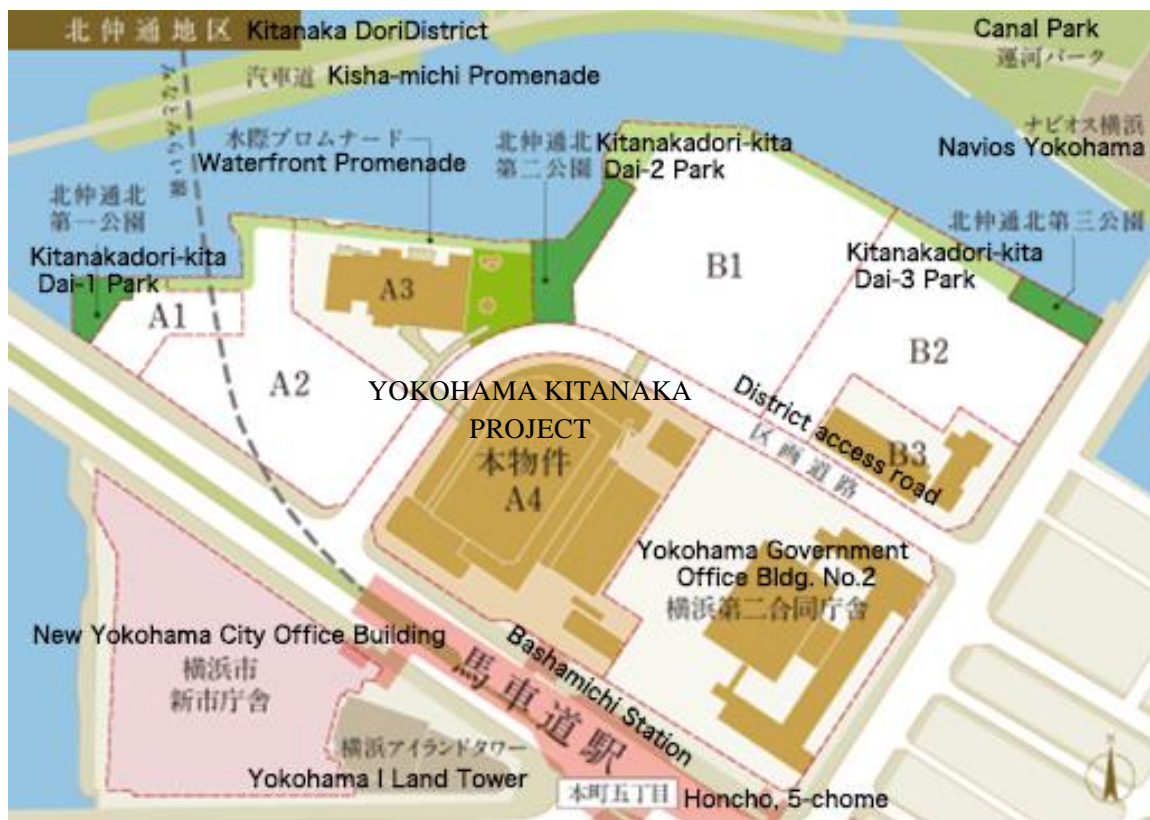 北仲通地区 Kitanaka DoriDistrict
Canal Park
運河パーク
汽車道 Kisha-michi Promenade
みなとみらい線
水際プロムナード
Waterfront Promenade
北仲通北
第二公園
Kitanakadori-kita
Dai-2 Park
ナビオス横浜
Navios Yokohama
北仲通北
第一公園
Kitanakadori-kita
Dai-1 Park
北仲通北第三公園
Kitanakadori-kita
Dai-3 Park
A1
A2
A3
B1
B2
B3
YOKOHAMA KITANAKA
PROJECT
本物件
A4
District access road
区画道路
Yokohama Government
Office Bldg. No.2
横浜第二合同庁舎
New Yokohama City Office Building
横浜市
新市庁舎
Bashamichi Station
馬車道駅
横浜アイランドタワー
Yokohama I Land Tower
本町五丁目 Honcho, 5-chome
N